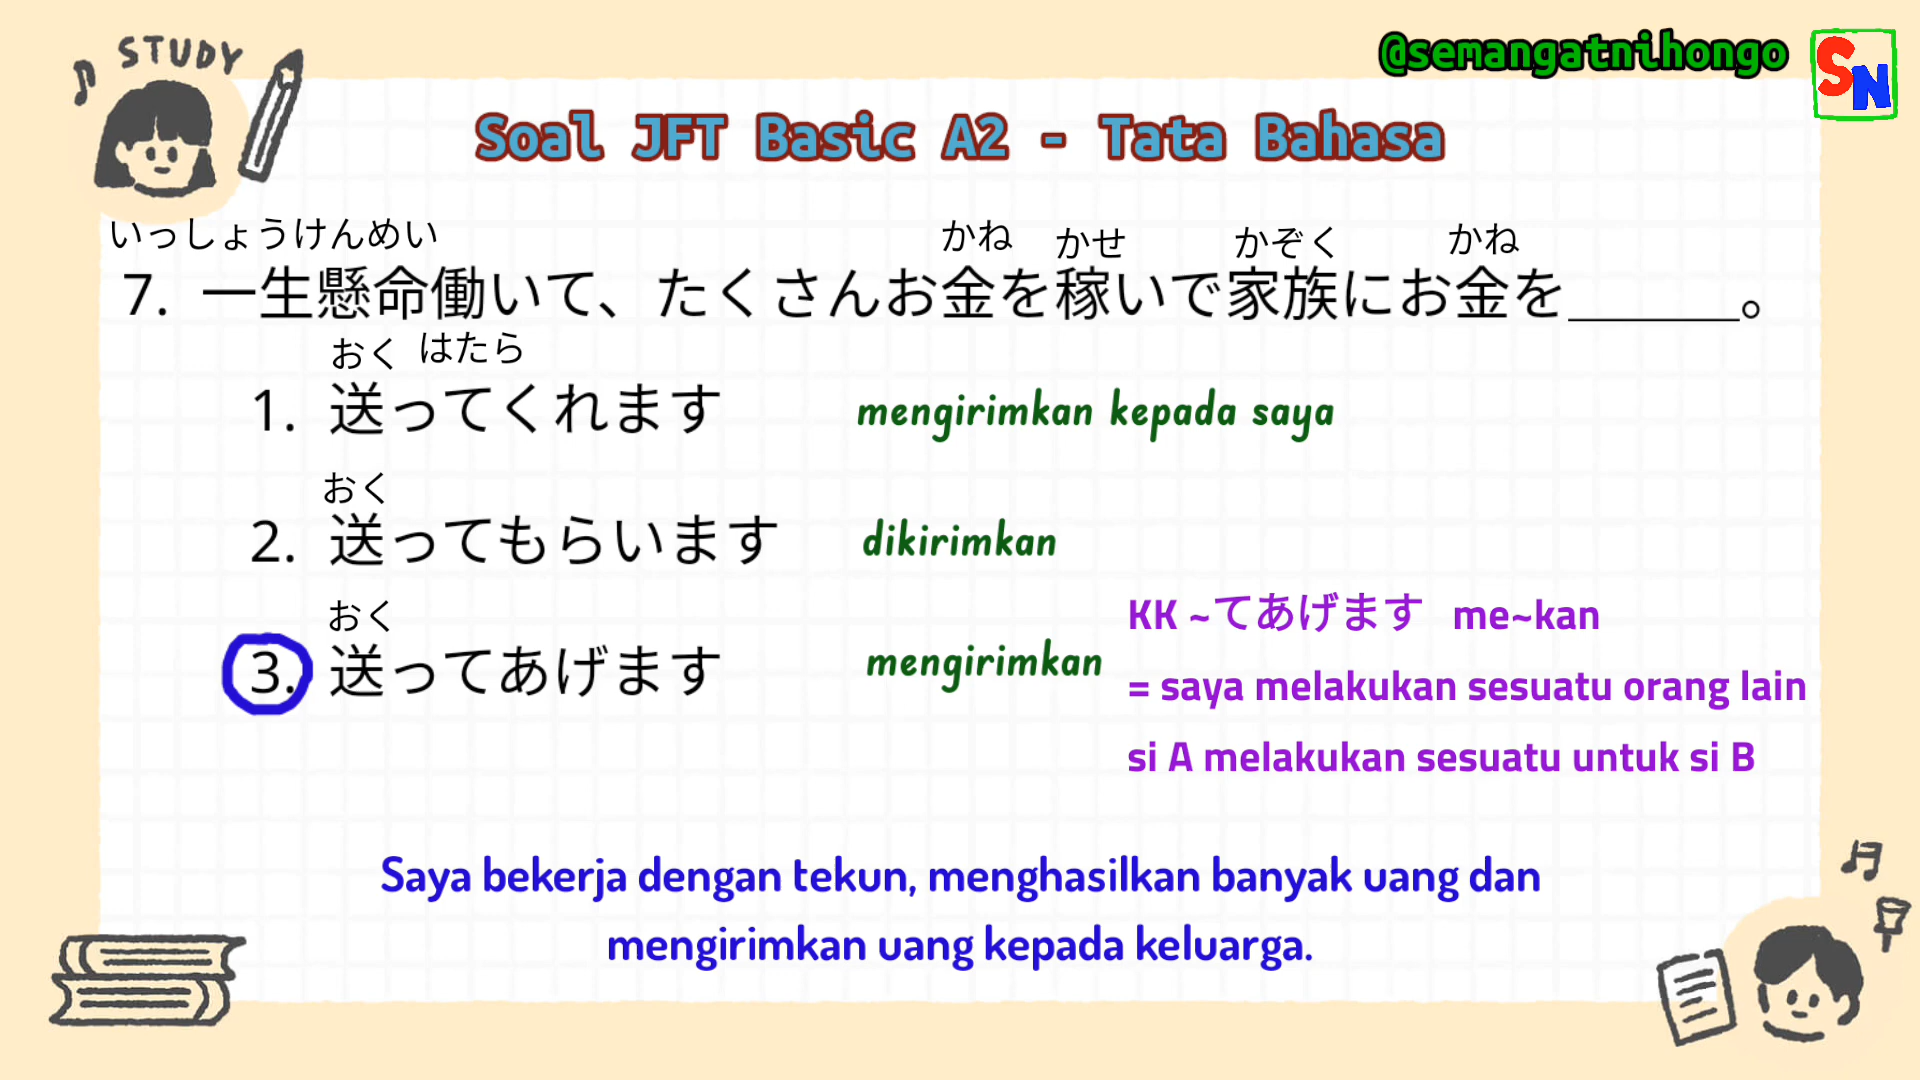 STUDY
@semangatnihongo
SN
Soal JFT Basic A2 - Tata Bahasa
いっしょうけんめい かね かせ かぞく かね
7. 一生懸命働いて、たくさんお金を稼いで家族にお金を______。
おく はたら
1. 送ってくれます mengirimkan kepada saya
おく
2. 送ってもらいます dikirimkan
おく
3. 送ってあげます mengirimkan
KK ~てあげます me~kan
= saya melakukan sesuatu orang lain
si A melakukan sesuatu untuk si B
Saya bekerja dengan tekun, menghasilkan banyak uang dan
mengirimkan uang kepada keluarga.